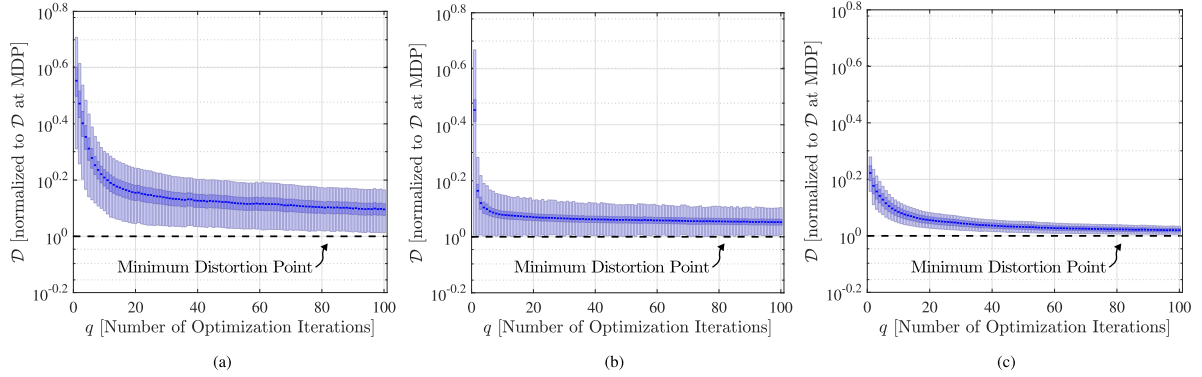 10^0.8
10^0.6
10^0.4
10^0.2
10^0
10^-0.2
𝒟 [normalized to 𝒟 at MDP]
Minimum Distortion Point
0 20 40 60 80 100
q [Number of Optimization Iterations]
(a)
10^0.8
10^0.6
10^0.4
10^0.2
10^0
10^-0.2
𝒟 [normalized to 𝒟 at MDP]
Minimum Distortion Point
0 20 40 60 80 100
q [Number of Optimization Iterations]
(b)
10^0.8
10^0.6
10^0.4
10^0.2
10^0
10^-0.2
𝒟 [normalized to 𝒟 at MDP]
Minimum Distortion Point
0 20 40 60 80 100
q [Number of Optimization Iterations]
(c)